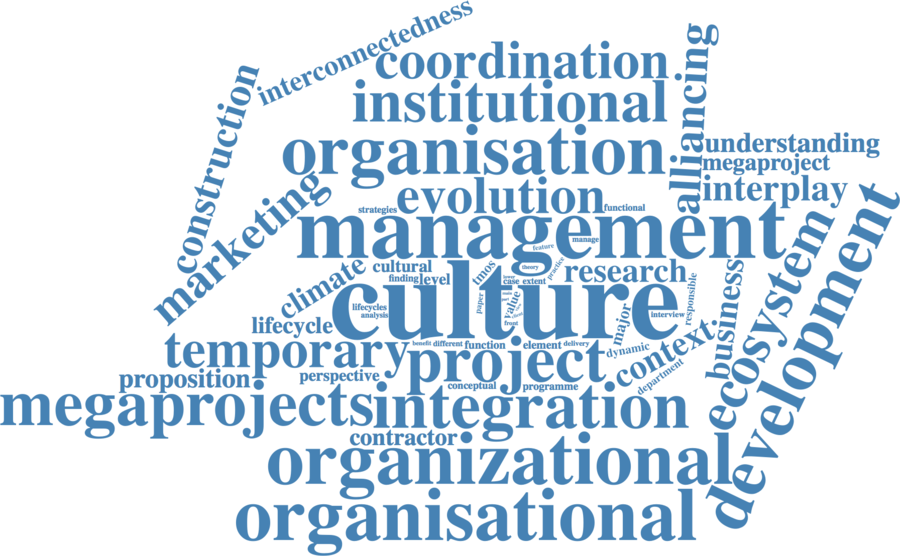 interconnectedness
coordination
construction
institutional
alliancing
organisation
understanding
megaproject
marketing
evolution
interplay
strategies
functional
management
manage
feature
development
ecosystem
climate
cultural
finding
level
tmos
theory
practice
research
case
extent
culture
lifecycles
analysis
paper
value
front
major
interview
responsible
business
lifecycle
benefit
different
function
element
delivery
dynamic
context
department
temporary
project
proposition
perspective
conceptual
programme
megaprojects
integration
contractor
organizational
organisational